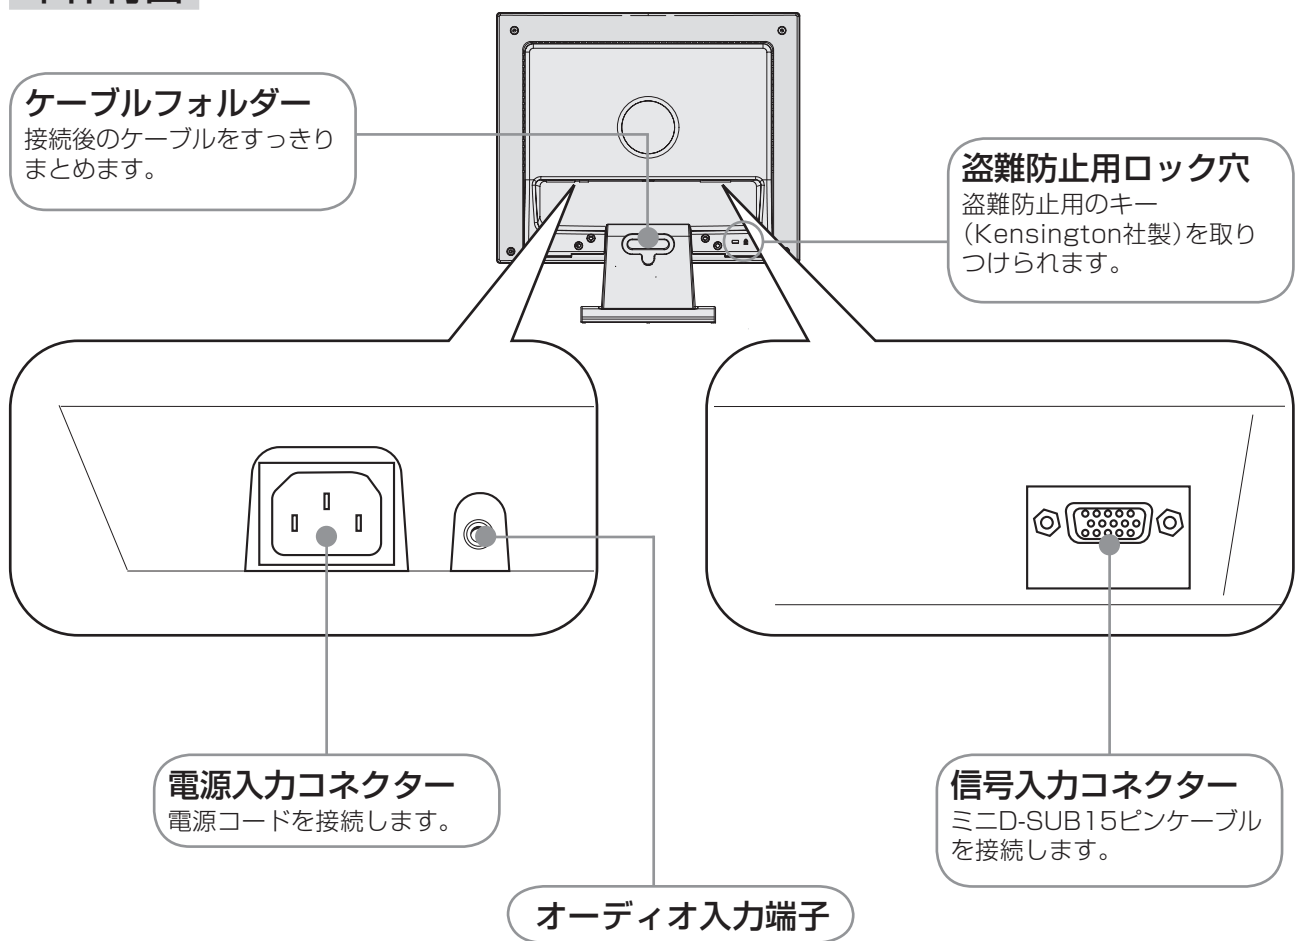 ケーブルフォルダー
接続後のケーブルをすっきり
まとめます。
盗難防止用ロック穴
盗難防止用のキー
(Kensington社製)を取り
つけられます。
電源入力コネクター
電源コードを接続します。
信号入力コネクター
ミニD-SUB15ピンケーブル
を接続します。
オーディオ入力端子